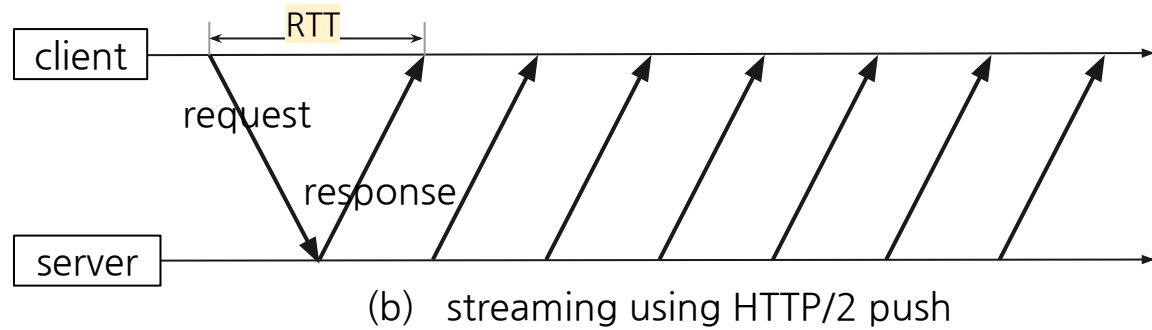 RTT
client
request
response
server
(b) streaming using HTTP/2 push